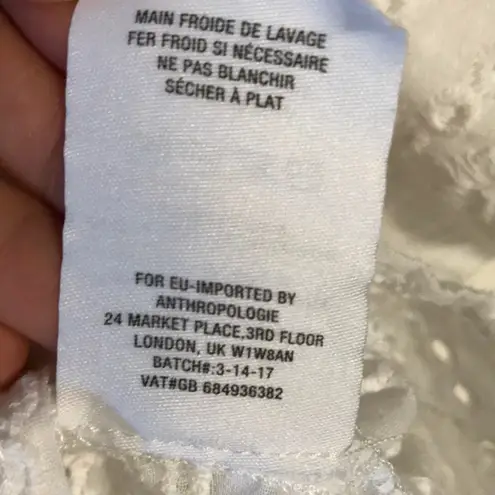 MAIN FROIDE DE LAVAGE
FER FROID SI NÉCESSAIRE
NE PAS BLANCHIR
SÉCHER À PLAT
FOR EU-IMPORTED BY
ANTHROPOLOGIE
24 MARKET PLACE,3RD FLOOR
LONDON, UK W1W8AN
BATCH#:3-14-17
VAT#GB 684936382